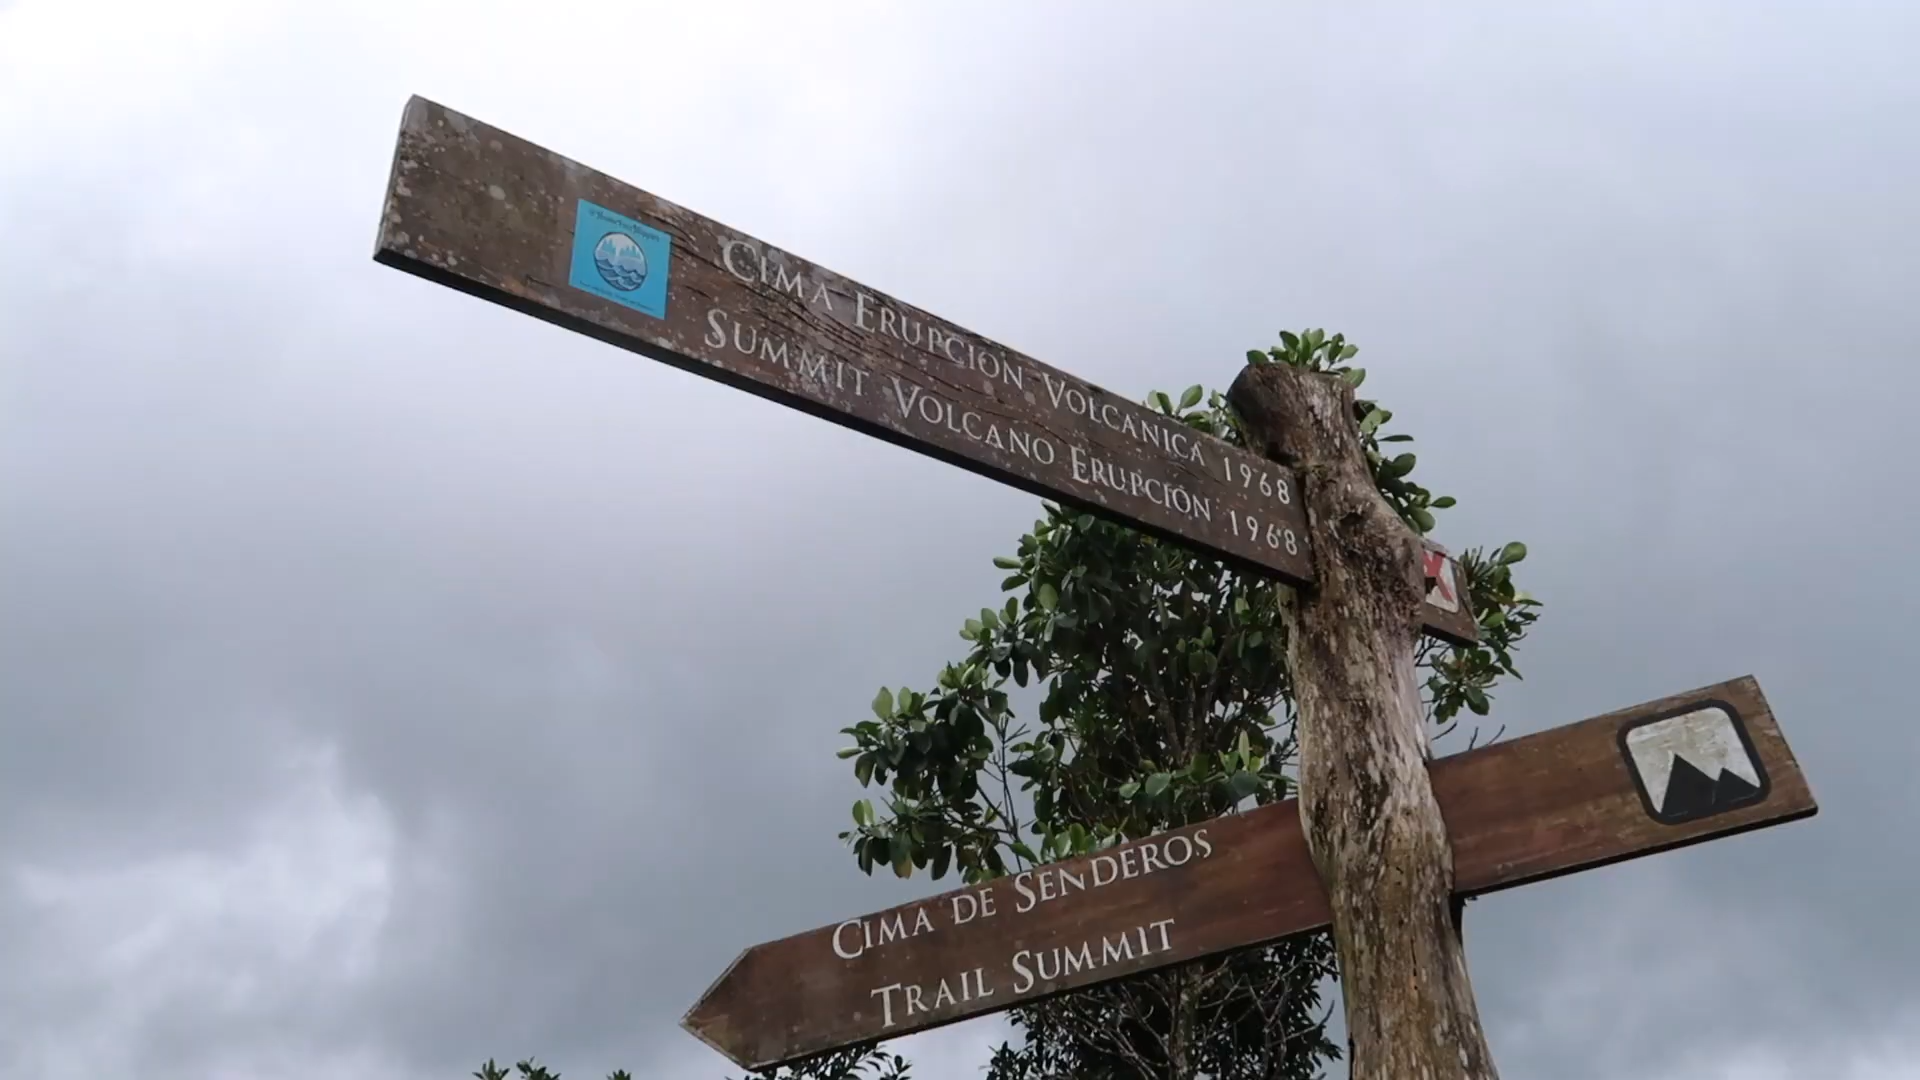 CIMA ERUPCIÓN VOLCANICA 1968
SUMMIT VOLCANO ERUPCIÓN 1968
CIMA DE SENDEROS
TRAIL SUMMIT